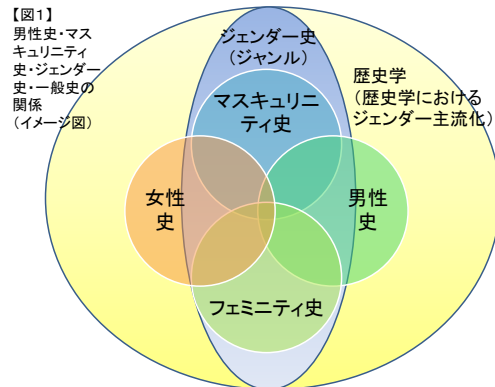 【図1】
男性史・マス
キュリニティ
史・ジェンダー
史・一般史の
関係
(イメージ図)
ジェンダー史
(ジャンル)
マスキュリニ
ティ史
歴史学
(歴史学における
ジェンダー主流化)
女性
史
男性
史
フェミニティ史